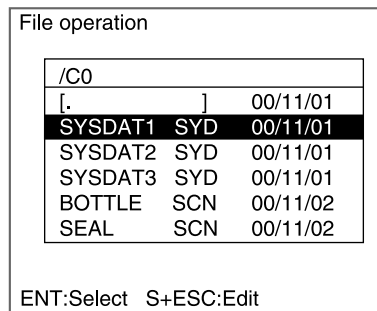 File operation
/C0
[. ] 00/11/01
SYSDAT1 SYD 00/11/01
SYSDAT2 SYD 00/11/01
SYSDAT3 SYD 00/11/01
BOTTLE SCN 00/11/02
SEAL SCN 00/11/02
ENT:Select S+ESC:Edit